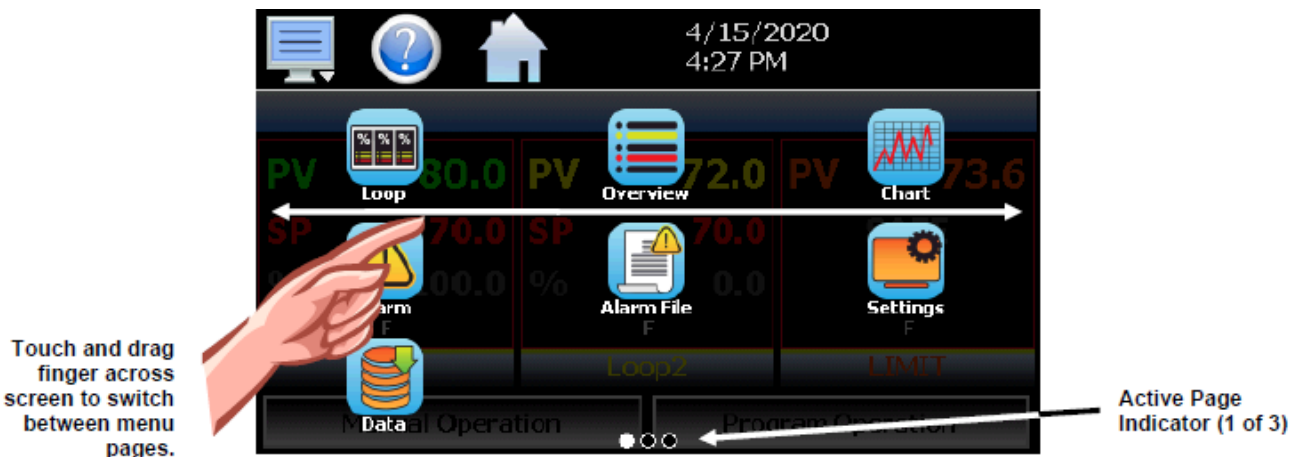 4/15/2020
4:27 PM
% % %
Loop Overview Chart
PV 80.0 PV 72.0 PV 73.6
SP 70.0 SP 70.0
% 100.0 % 0.0
Alarm File Settings
F F F
Loop2 LIMIT
Data
Operation Program Operation
Touch and drag
finger across
screen to switch
between menu
pages.
Active Page
Indicator (1 of 3)